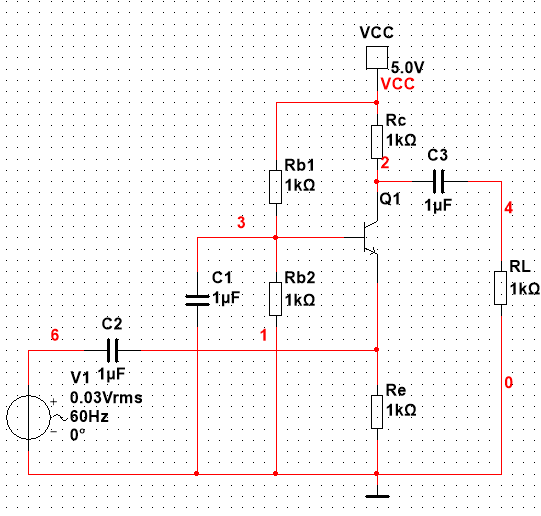 VCC
5.0V
VCC
Rc
1kΩ
2
C3
1µF
Rb1
1kΩ
Q1
4
3
C1
1µF
Rb2
1kΩ
RL
1kΩ
6
C2
1µF
1
V1
0.03Vrms
60Hz
0°
+
−
Re
1kΩ
0